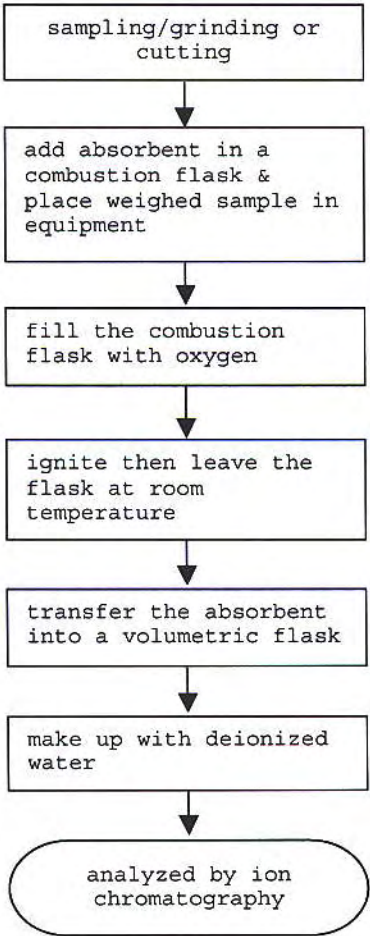 sampling/grinding or
cutting
add absorbent in a
combustion flask &
place weighed sample in
equipment
fill the combustion
flask with oxygen
ignite then leave the
flask at room
temperature
transfer the absorbent
into a volumetric flask
make up with deionized
water
analyzed by ion
chromatography